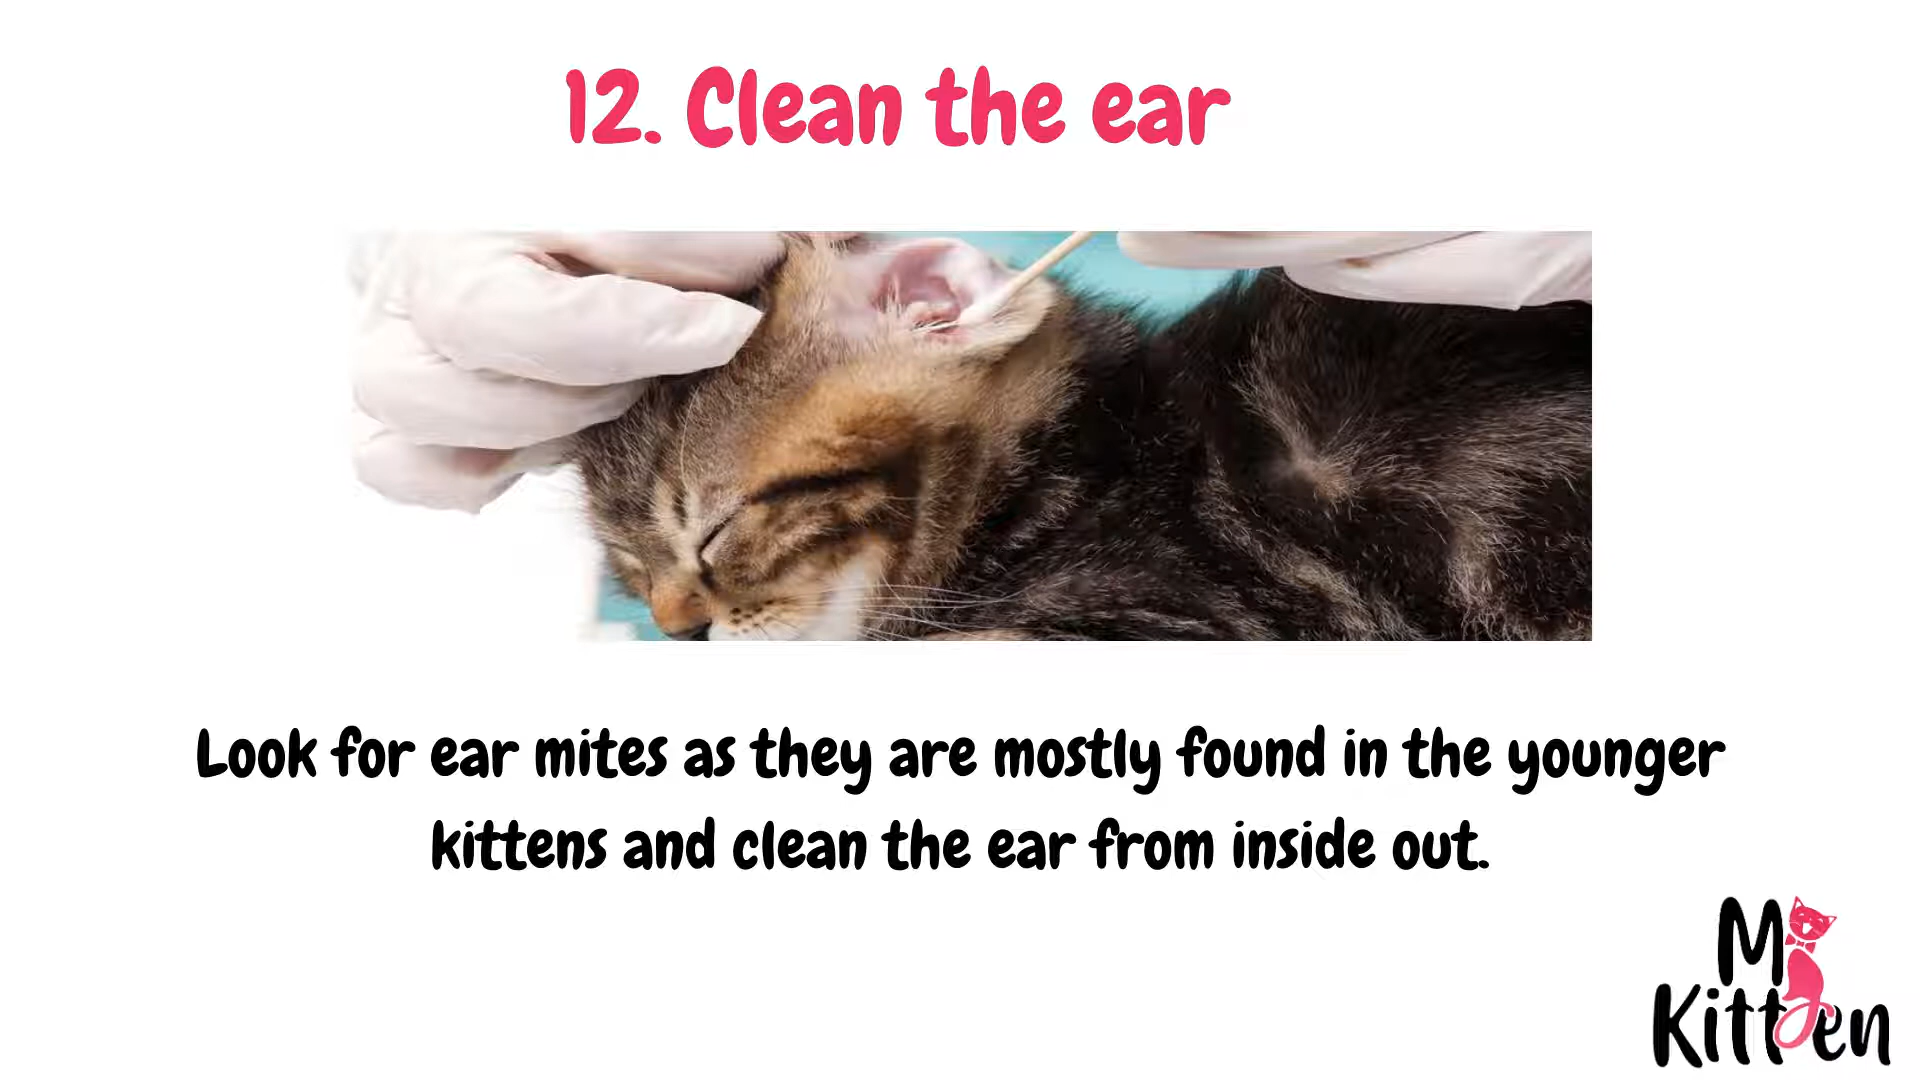 12. Clean the ear
Look for ear mites as they are mostly found in the younger
kittens and clean the ear from inside out.
My
Kitten